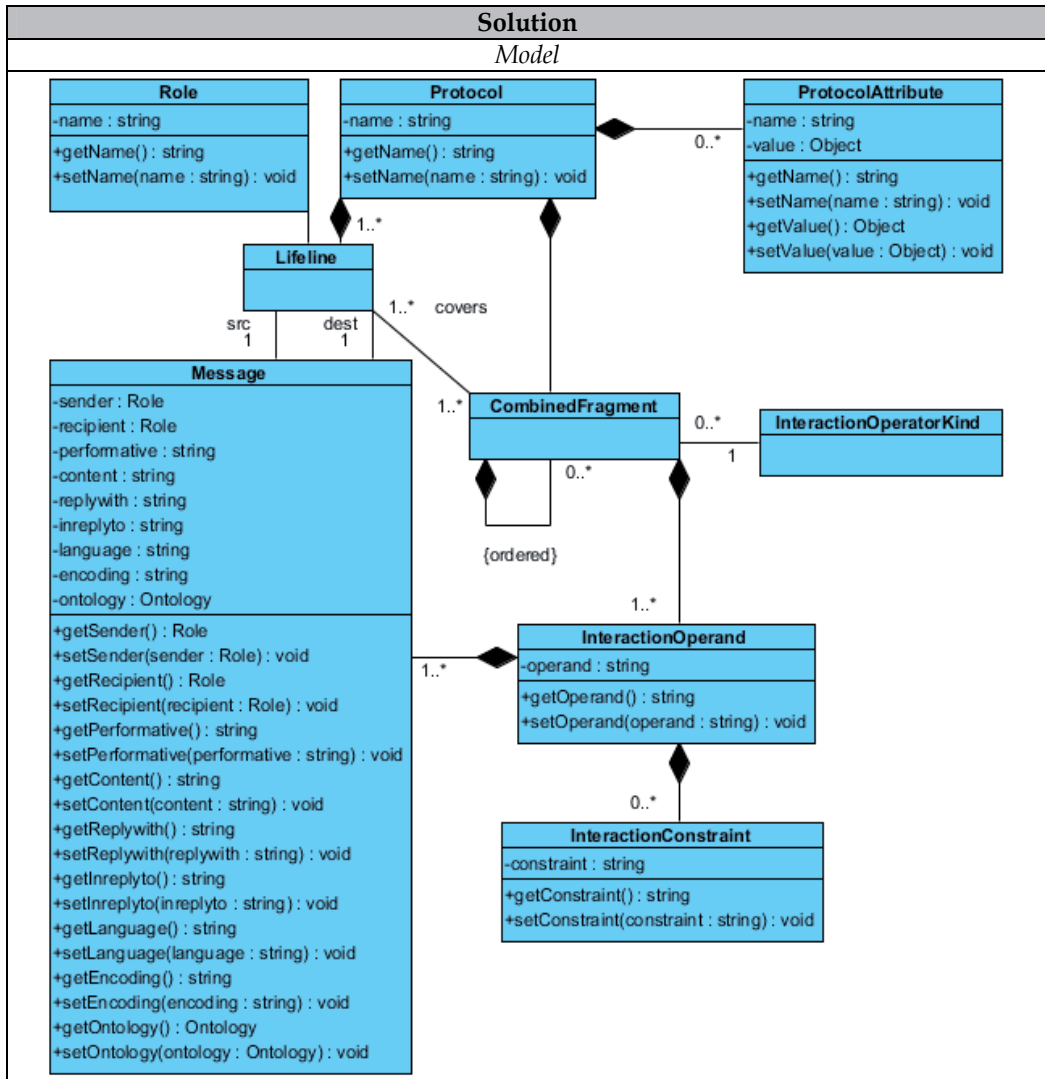 Solution
Model
Role
-name : string
+getName() : string
+setName(name : string) : void
Protocol
-name : string
+getName() : string
+setName(name : string) : void
ProtocolAttribute
-name : string
-value : Object
+getName() : string
+setName(name : string) : void
+getValue() : Object
+setValue(value : Object) : void
0..*
1..*
Lifeline
src
1
dest
1
1..* covers
1..*
Message
-sender : Role
-recipient : Role
-performative : string
-content : string
-replywith : string
-inreplyto : string
-language : string
-encoding : string
-ontology : Ontology
+getSender() : Role
+setSender(sender : Role) : void
+getRecipient() : Role
+setRecipient(recipient : Role) : void
+getPerformative() : string
+setPerformative(performative : string) : void
+getContent() : string
+setContent(content : string) : void
+getReplywith() : string
+setReplywith(replywith : string) : void
+getInreplyto() : string
+setInreplyto(inreplyto : string) : void
+getLanguage() : string
+setLanguage(language : string) : void
+getEncoding() : string
+setEncoding(encoding : string) : void
+getOntology() : Ontology
+setOntology(ontology : Ontology) : void
CombinedFragment
0..*
1
InteractionOperatorKind
0..*
{ordered}
1..*
InteractionOperand
-operand : string
+getOperand() : string
+setOperand(operand : string) : void
1..*
0..*
InteractionConstraint
-constraint : string
+getConstraint() : string
+setConstraint(constraint : string) : void